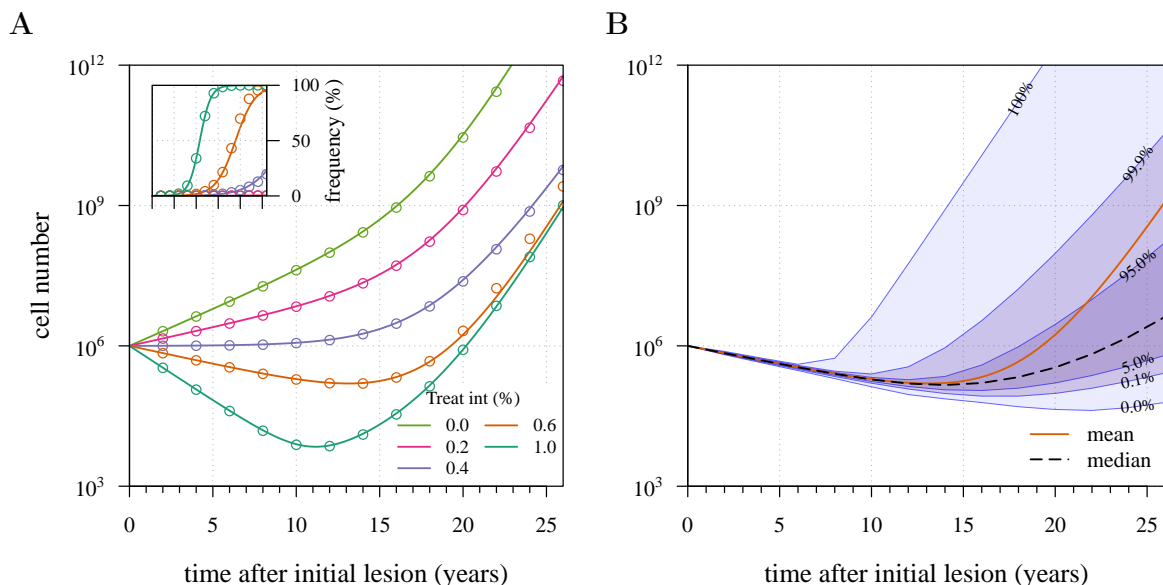 A
B
10^12
10^9
10^6
10^3
cell number
100
50
0
frequency (%)
Treat int (%)
0.0
0.2
0.4
0.6
1.0
0 5 10 15 20 25
time after initial lesion (years)
10^12
10^9
10^6
10^3
100%
99.9%
95.0%
5.0%
0.1%
0.0%
mean
median
0 5 10 15 20 25
time after initial lesion (years)